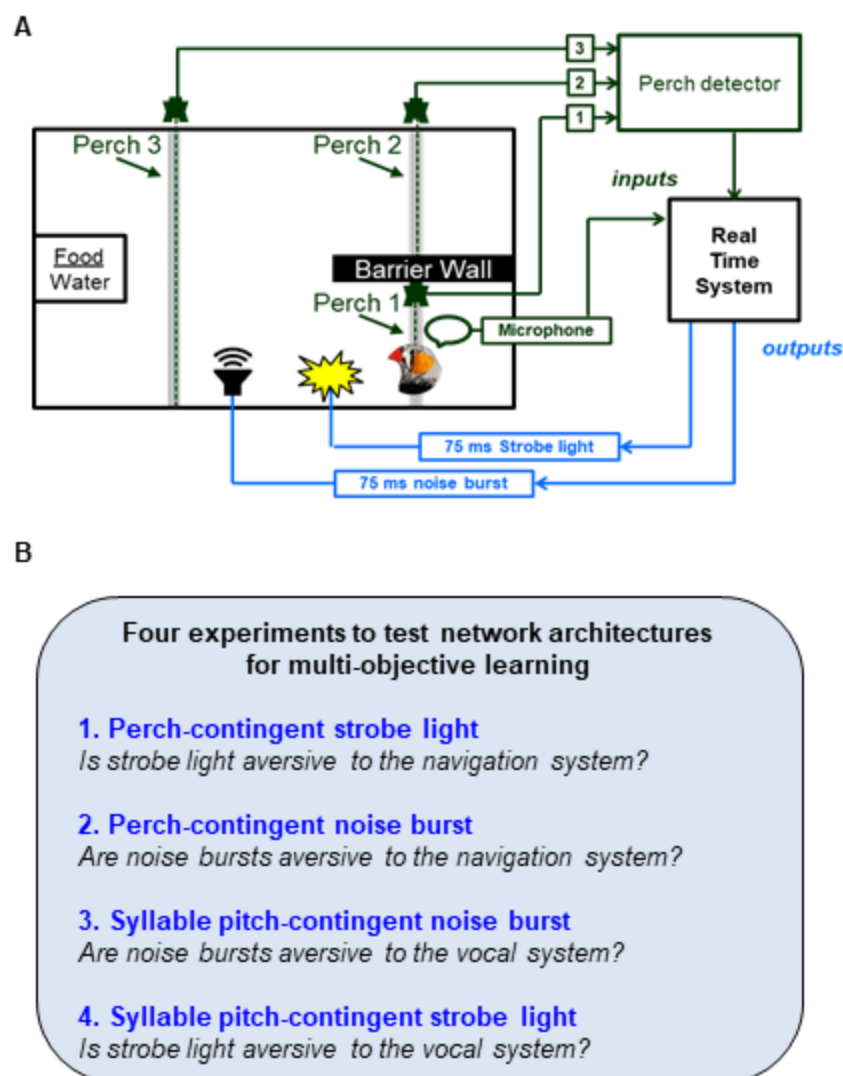 A
3
2
1
Perch detector
Perch 3
Perch 2
inputs
Real
Time
System
Food
Water
Barrier Wall
Perch 1
Microphone
outputs
75 ms Strobe light
75 ms noise burst
B
Four experiments to test network architectures
for multi-objective learning
1. Perch-contingent strobe light
Is strobe light aversive to the navigation system?
2. Perch-contingent noise burst
Are noise bursts aversive to the navigation system?
3. Syllable pitch-contingent noise burst
Are noise bursts aversive to the vocal system?
4. Syllable pitch-contingent strobe light
Is strobe light aversive to the vocal system?